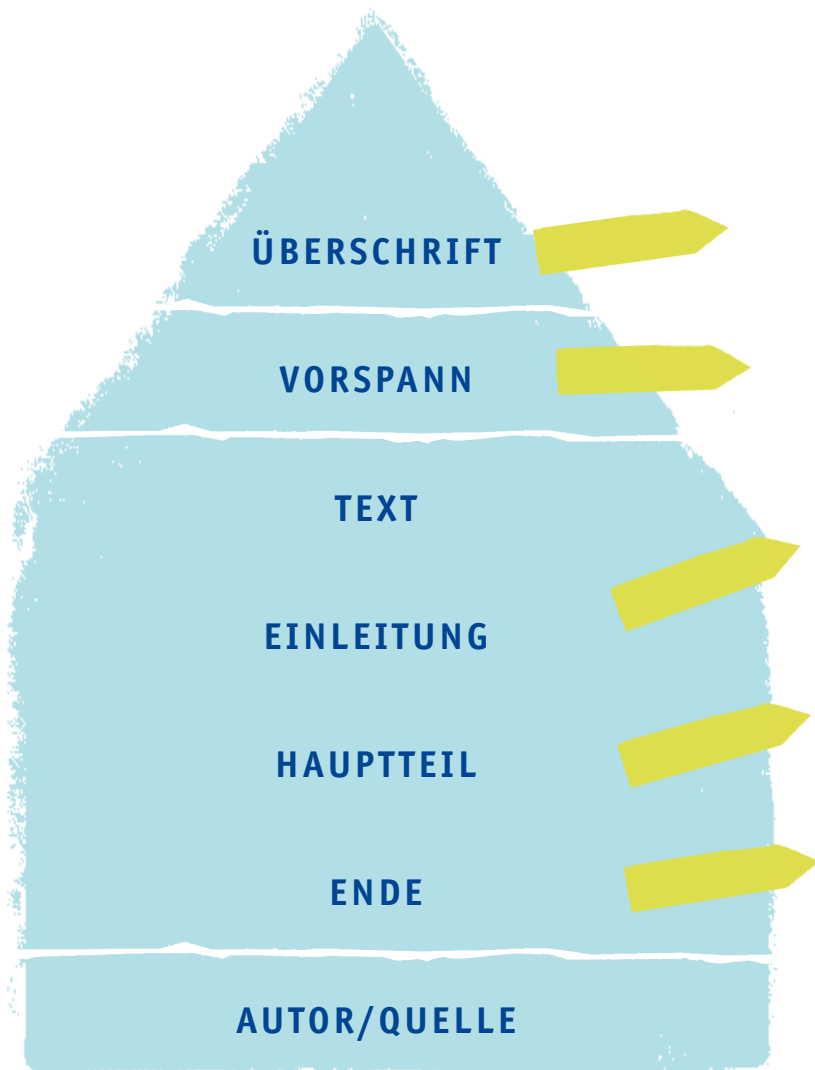 ÜBERSCHRIFT
VORSPANN
TEXT
EINLEITUNG
HAUPTTEIL
ENDE
AUTOR/QUELLE